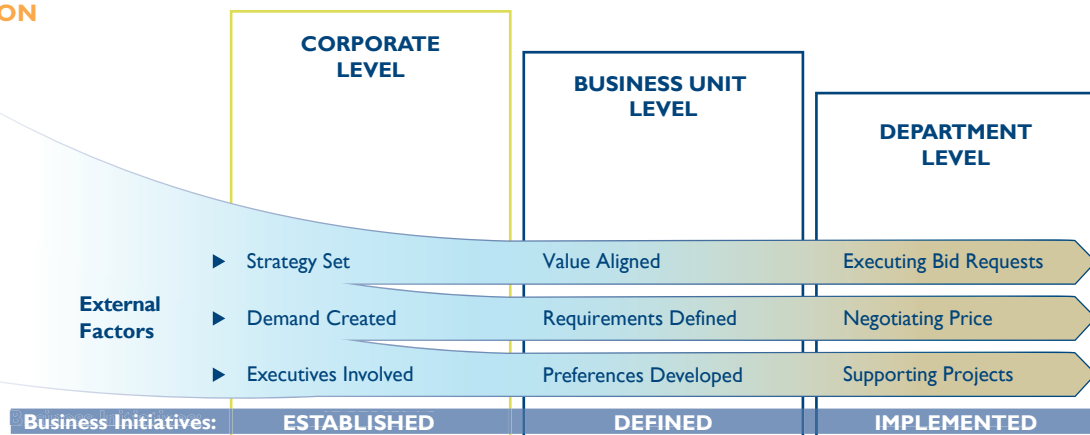 ON
CORPORATE
LEVEL
BUSINESS UNIT
LEVEL
DEPARTMENT
LEVEL
External
Factors
Strategy Set
Value Aligned
Executing Bid Requests
Demand Created
Requirements Defined
Negotiating Price
Executives Involved
Preferences Developed
Supporting Projects
Business Initiatives:
ESTABLISHED
DEFINED
IMPLEMENTED